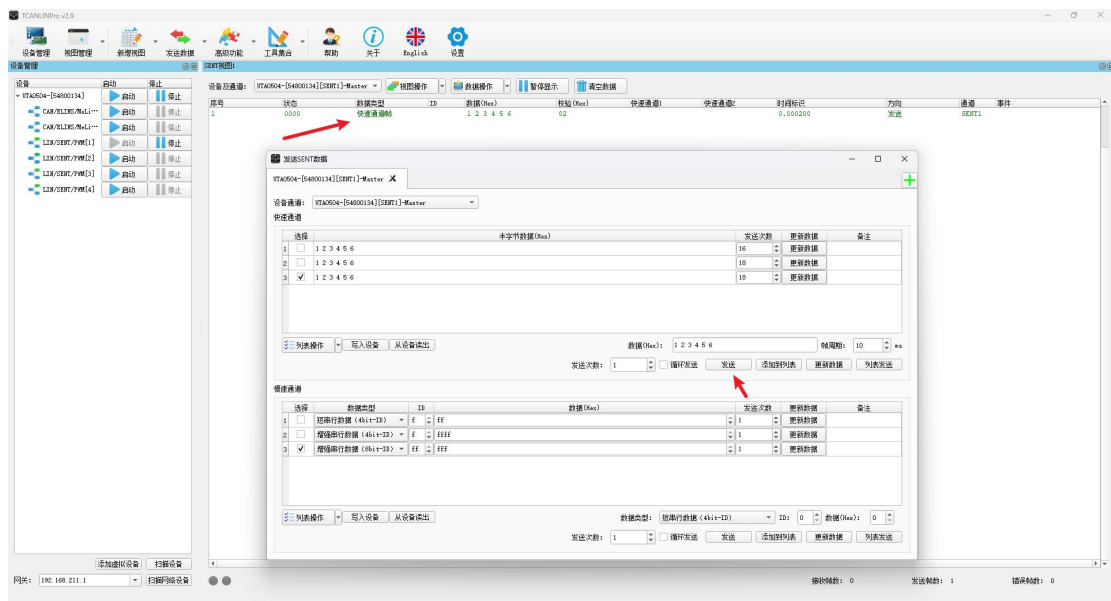 TCANLINPro v2.9
设备管理 视图管理 新增视图 发送数据 高级功能 工具集合 帮助 关于 English 设置
设备管理 SENT视图1
设备 启动 停止
设备及通道: UTA0504-[54800134][SENT1]-Master 视图操作 数据操作 暂停显示 清空数据
UTA0504-[54800134] 启动 停止
序号 状态 数据类型 ID 数据(Hex) 校验(Hex) 快速通道1 快速通道2 时间标识 方向 通道 事件
CAN/ELINS/MeLi… 启动 停止
1 0000 快速通道帧 1 2 3 4 5 6 02 0.000200 发送 SENT1
CAN/ELINS/MeLi… 启动 停止
LIN/SENT/PWM[1] 启动 停止
LIN/SENT/PWM[2] 启动 停止
LIN/SENT/PWM[3] 启动 停止
LIN/SENT/PWM[4] 启动 停止
发送SENT数据
UTA0504-[54800134][SENT1]-Master
设备通道: UTA0504-[54800134][SENT1]-Master
快速通道
选择 半字节数据(Hex) 发送次数 更新数据 备注
1 1 2 3 4 5 6 16 更新数据
2 1 2 3 4 5 6 18 更新数据
3 1 2 3 4 5 6 18 更新数据
列表操作 写入设备 从设备读出 数据(Hex): 1 2 3 4 5 6 帧周期: 10 ms
发送次数: 1 循环发送 发送 添加到列表 更新数据 列表发送
慢速通道
选择 数据类型 ID 数据(Hex) 发送次数 更新数据 备注
1 短串行数据 (4bit-ID) f ff 1 更新数据
2 增强串行数据 (4bit-ID) f ffff 1 更新数据
3 增强串行数据 (8bit-ID) ff fff 1 更新数据
列表操作 写入设备 从设备读出 数据类型: 短串行数据 (4bit-ID) ID: 0 数据(Hex): 0
发送次数: 1 循环发送 发送 添加到列表 更新数据 列表发送
添加虚拟设备 扫描设备
网关: 192.168.211.1 扫描网络设备 接收帧数: 0 发送帧数: 1 错误帧数: 0